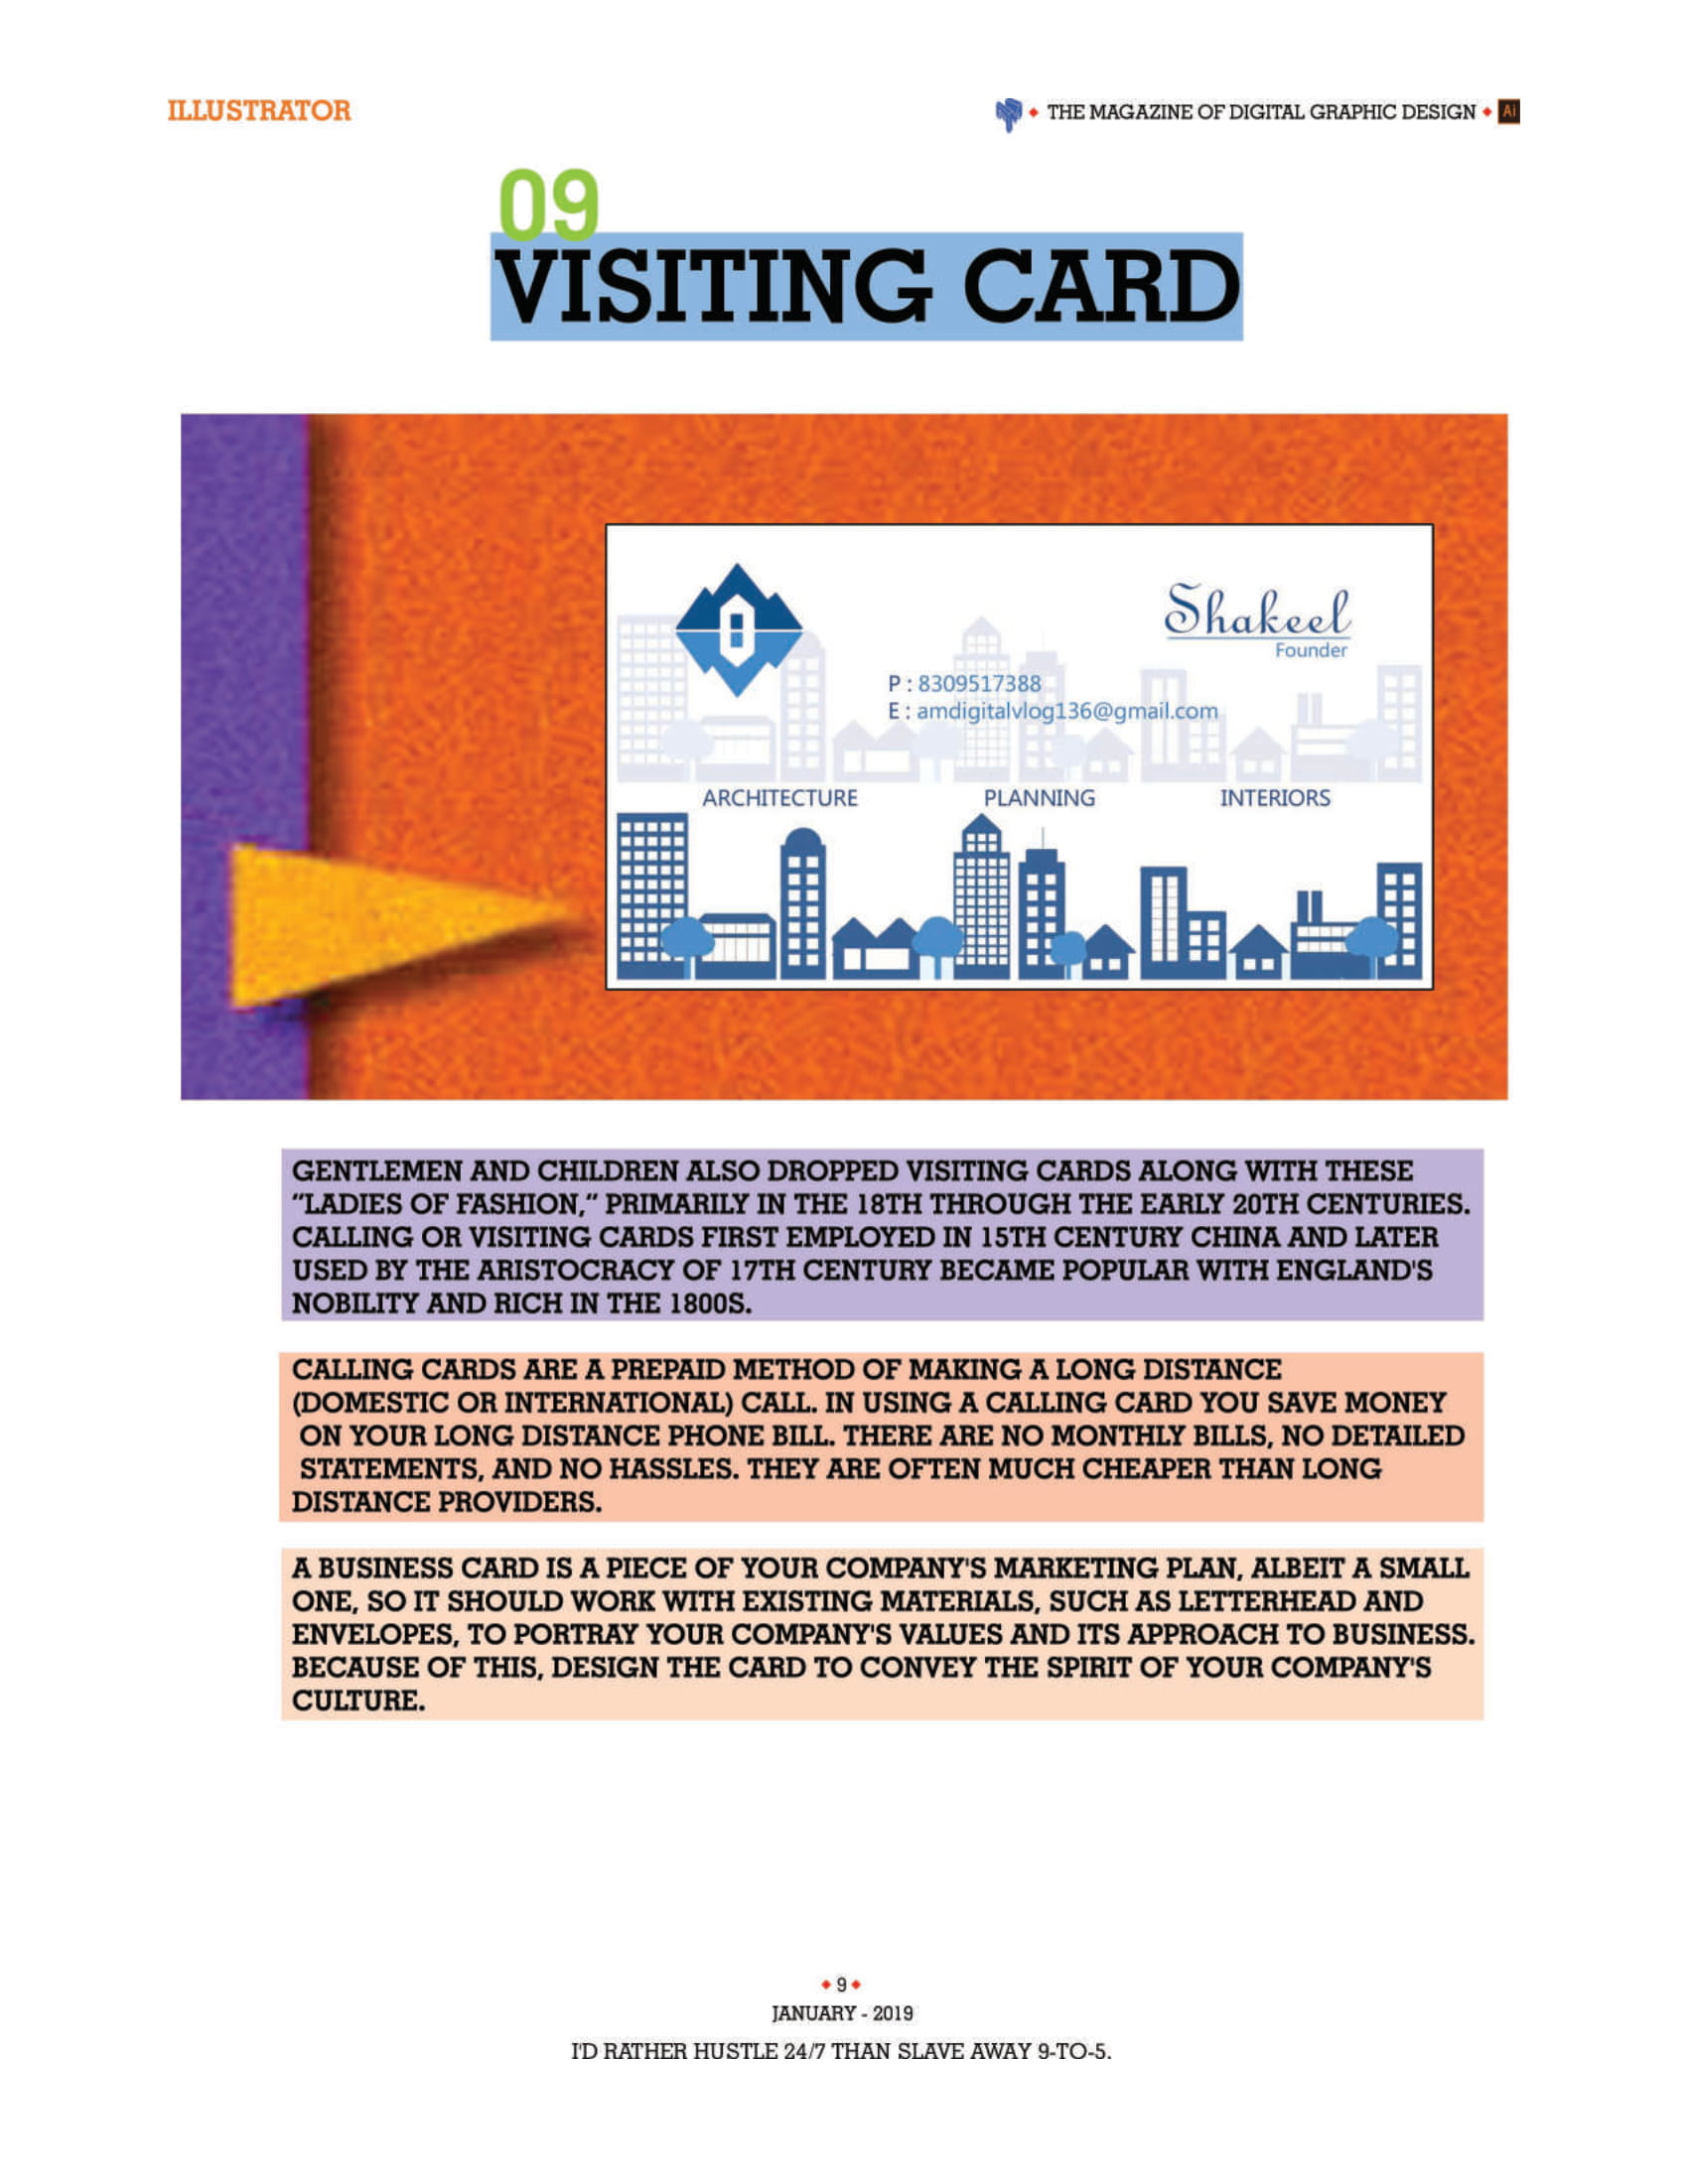 ILLUSTRATOR
THE MAGAZINE OF DIGITAL GRAPHIC DESIGN
Ai
09
VISITING CARD
Shakeel
Founder
P : 8309517388
E : amdigitalvlog136@gmail.com
ARCHITECTURE PLANNING INTERIORS
GENTLEMEN AND CHILDREN ALSO DROPPED VISITING CARDS ALONG WITH THESE
“LADIES OF FASHION,“ PRIMARILY IN THE 18TH THROUGH THE EARLY 20TH CENTURIES.
CALLING OR VISITING CARDS FIRST EMPLOYED IN 15TH CENTURY CHINA AND LATER
USED BY THE ARISTOCRACY OF 17TH CENTURY BECAME POPULAR WITH ENGLAND'S
NOBILITY AND RICH IN THE 1800S.
CALLING CARDS ARE A PREPAID METHOD OF MAKING A LONG DISTANCE
(DOMESTIC OR INTERNATIONAL) CALL. IN USING A CALLING CARD YOU SAVE MONEY
ON YOUR LONG DISTANCE PHONE BILL. THERE ARE NO MONTHLY BILLS, NO DETAILED
STATEMENTS, AND NO HASSLES. THEY ARE OFTEN MUCH CHEAPER THAN LONG
DISTANCE PROVIDERS.
A BUSINESS CARD IS A PIECE OF YOUR COMPANY'S MARKETING PLAN, ALBEIT A SMALL
ONE, SO IT SHOULD WORK WITH EXISTING MATERIALS, SUCH AS LETTERHEAD AND
ENVELOPES, TO PORTRAY YOUR COMPANY'S VALUES AND ITS APPROACH TO BUSINESS.
BECAUSE OF THIS, DESIGN THE CARD TO CONVEY THE SPIRIT OF YOUR COMPANY'S
CULTURE.
9
JANUARY - 2019
I'D RATHER HUSTLE 24/7 THAN SLAVE AWAY 9-TO-5.